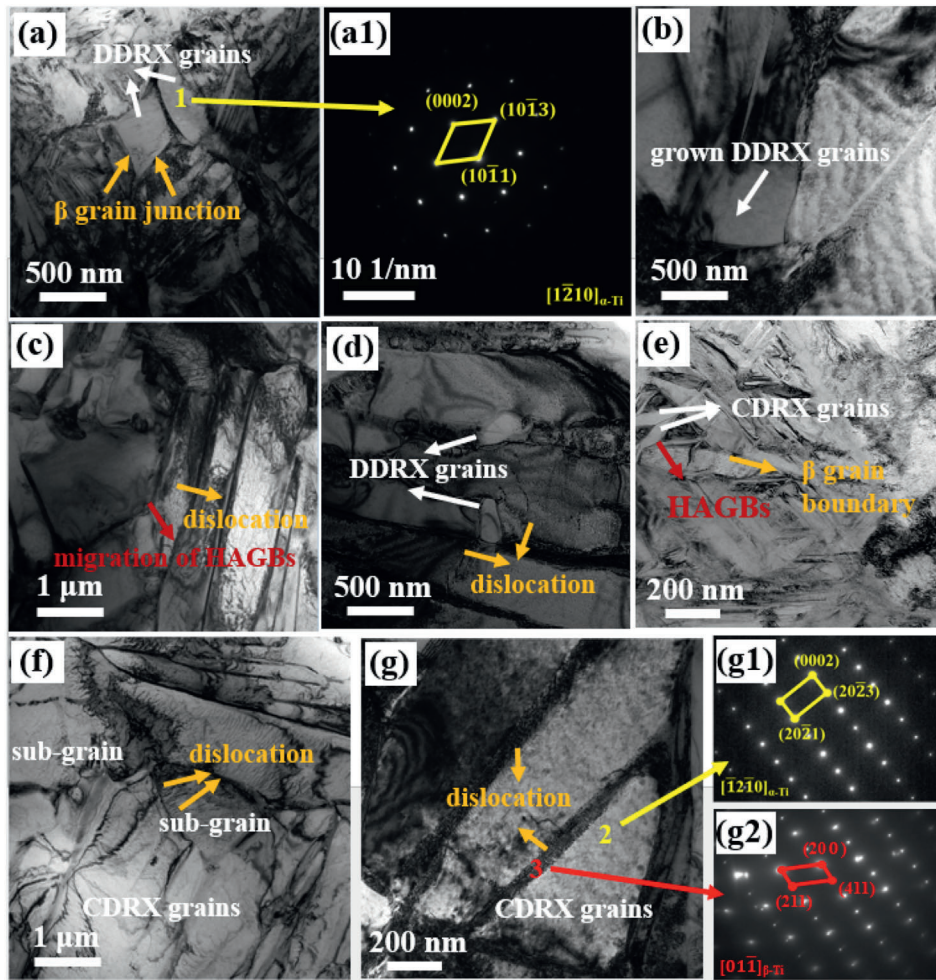 (a)
DDRX grains
1
β grain junction
500 nm
(a1)
(0002)
(101̄3)
(101̄1)
10 1/nm
[12̄10]α-Ti
(b)
grown DDRX grains
500 nm
(c)
dislocation
migration of HAGBs
1 μm
(d)
DDRX grains
dislocation
500 nm
(e)
CDRX grains
β grain
boundary
HAGBs
200 nm
(f)
sub-grain
dislocation
sub-grain
CDRX grains
1 μm
(g)
dislocation
2
3
CDRX grains
200 nm
(g1)
(0002)
(202̄3)
(202̄1)
[1̄21̄0]α-Ti
(g2)
(200)
(411)
(211)
[011̄]β-Ti